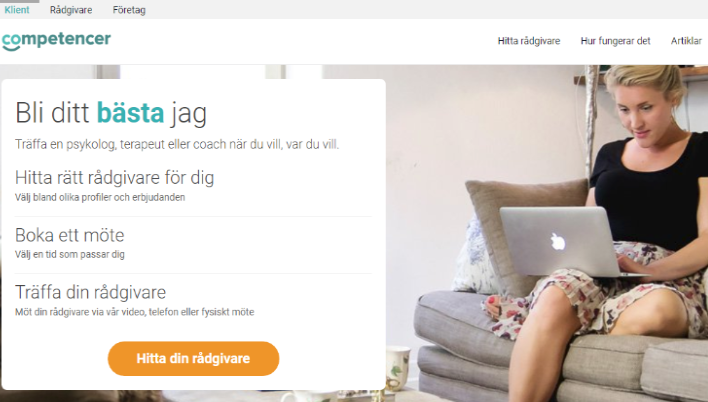 Klient Rådgivare Företag
competencer
Hitta rådgivare Hur fungerar det Artiklar
Bli ditt bästa jag
Träffa en psykolog, terapeut eller coach när du vill, var du vill.
Hitta rätt rådgivare för dig
Välj bland olika profiler och erbjudanden
Boka ett möte
Välj en tid som passar dig
Träffa din rådgivare
Möt din rådgivare via vår video, telefon eller fysiskt möte
Hitta din rådgivare